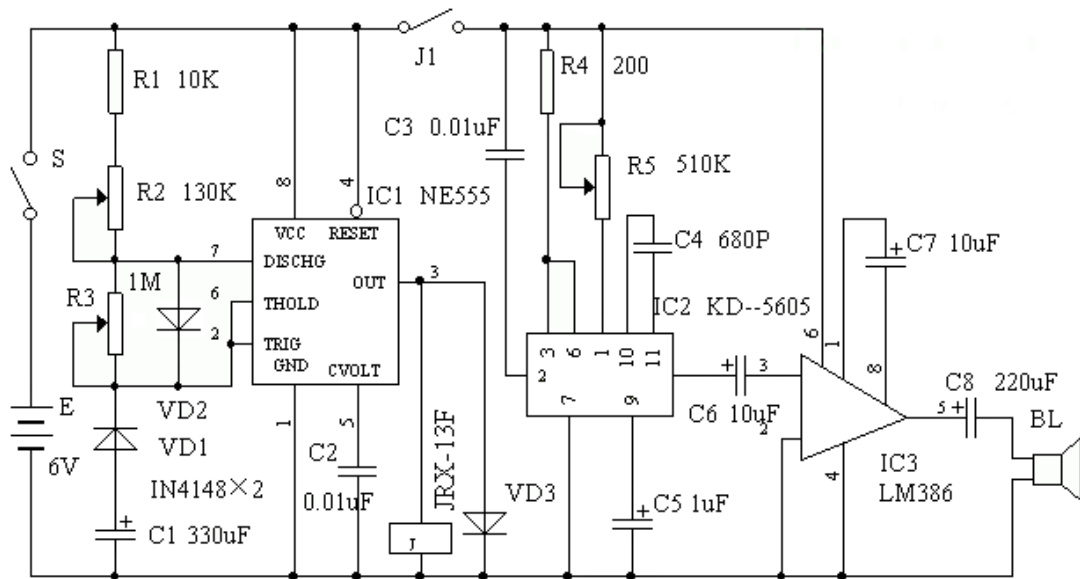 J1
R1 10K
R4 200
C3 0.01uF
S
R2 130K
8
4
IC1 NE555
R5 510K
VCC RESET
C4 680P
C7 10uF
7
DISCHG
1M
3
OUT
R3
6
THOLD
IC2 KD--5605
6
1
2
TRIG
3 6 1 10 11
GND
2
CVOLT
3
8
7
9
C8 220uF
E
VD2
1
5
C6 10uF
2
5
BL
6V
VD1
C2
JRX-13F
4
IC3
IN4148×2
0.01uF
VD3
LM386
C5 1uF
C1 330uF
J